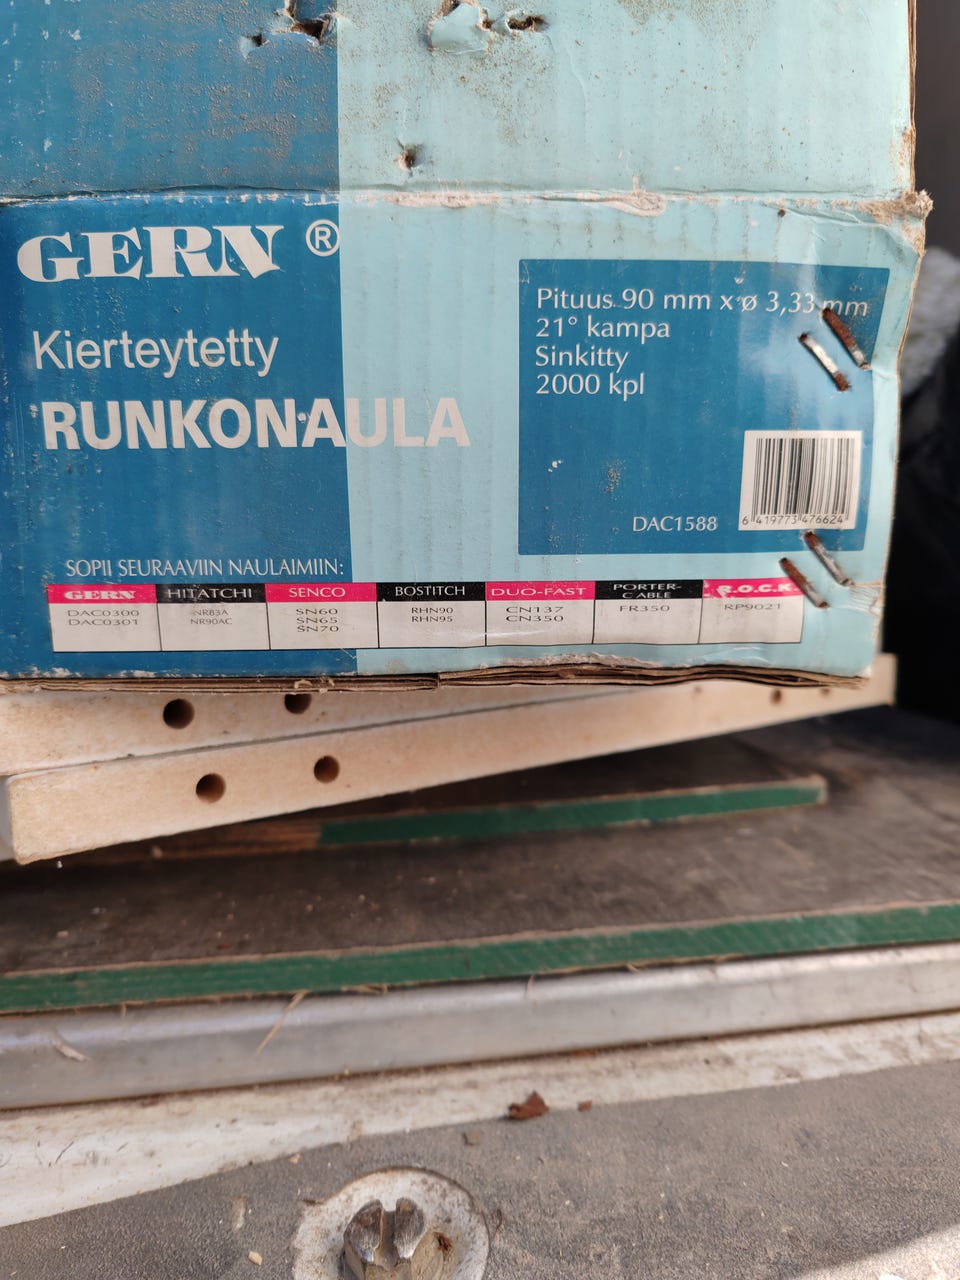 GERN ®
Kierteytetty
RUNKONAULA
Pituus 90 mm x ø 3,33 mm
21° kampa
Sinkitty
2000 kpl
DAC1588
6 419773 476624
SOPII SEURAAVIIN NAULAIMIIN:
GERN HITATCHI SENCO BOSTITCH DUO-FAST PORTER-CABLE R.O.C.K
DAC0300 NR83A SN60 RHN90 CN137 FR350 RP9021
DAC0301 NR90AC SN65 RHN95 CN350
SN70